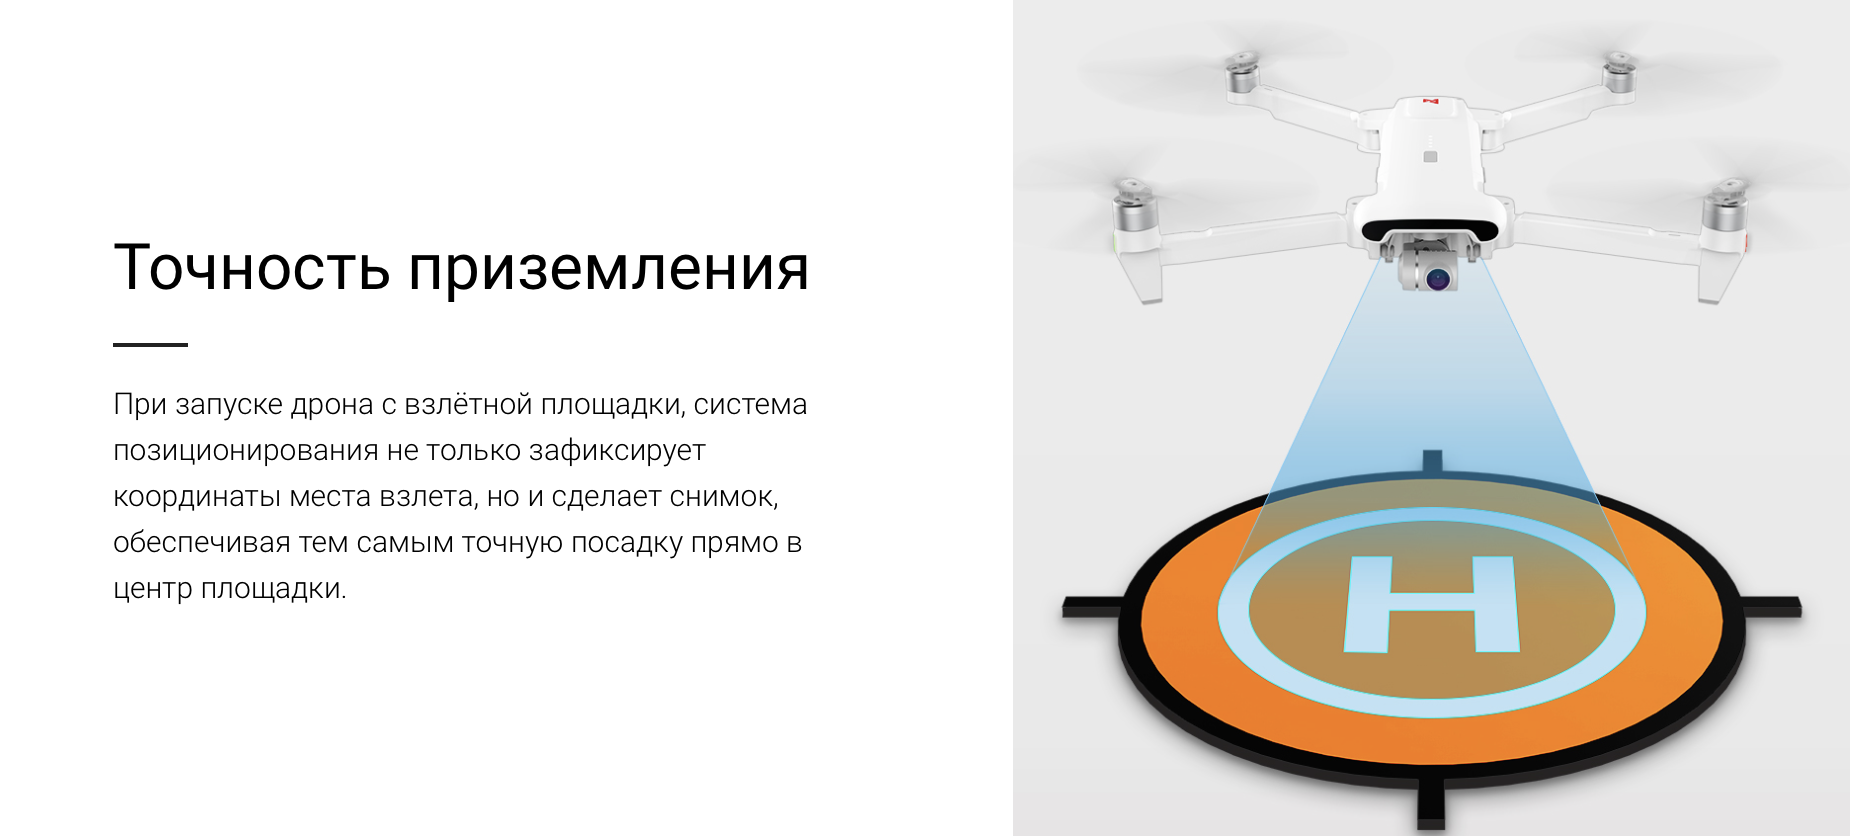 Точность приземления
При запуске дрона с взлётной площадки, система
позиционирования не только зафиксирует
координаты места взлета, но и сделает снимок,
обеспечивая тем самым точную посадку прямо в
центр площадки.
H